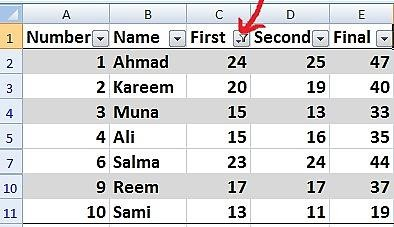 A B C D E
1 Number Name First Second Final
2 1 Ahmad 24 25 47
3 2 Kareem 20 19 40
4 3 Muna 15 13 33
5 4 Ali 15 16 35
7 6 Salma 23 24 44
10 9 Reem 17 17 37
11 10 Sami 13 11 19